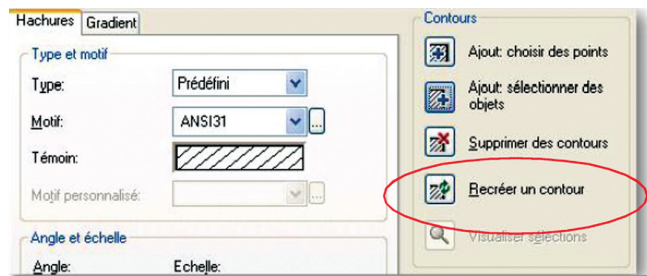 Hachures Gradient
Type et motif
Type: Prédéfini
Motif: ANSI31 ...
Témoin:
Motif personnalisé: ...
Angle et échelle
Angle: Echelle:
Contours
Ajout: choisir des points
Ajout: sélectionner des
objets
Supprimer des contours
Recréer un contour
Visualiser sélections